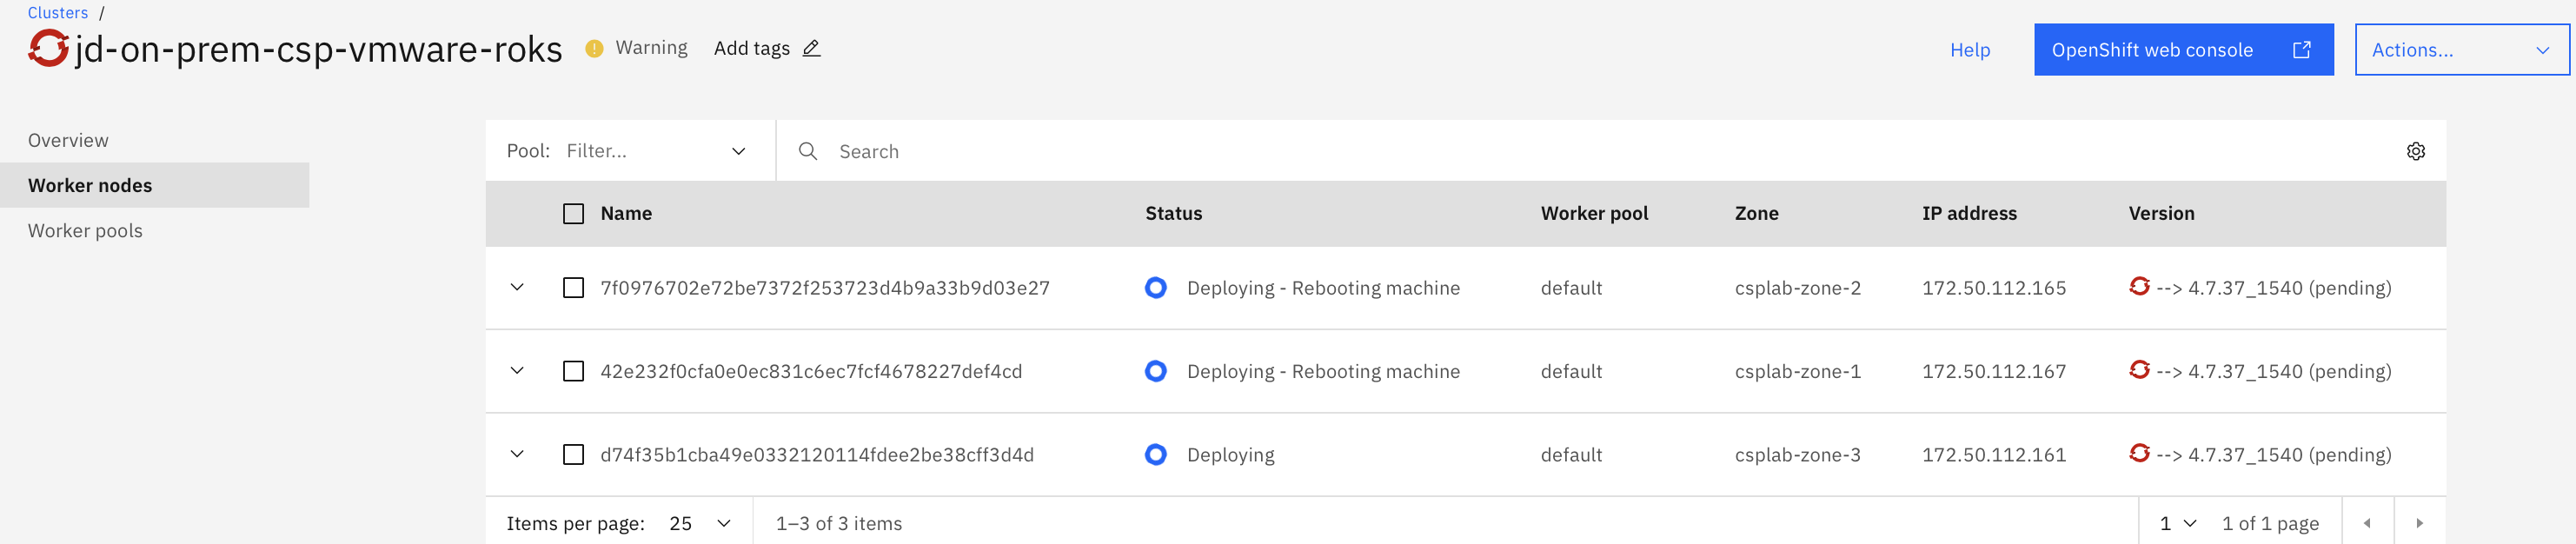 Clusters /
jd-on-prem-csp-vmware-roks Warning Add tags Help OpenShift web console Actions...
Overview
Worker nodes
Worker pools
Pool: Filter... Search
Name Status Worker pool Zone IP address Version
7f0976702e72be7372f253723d4b9a33b9d03e27 Deploying - Rebooting machine default csplab-zone-2 172.50.112.165 --> 4.7.37_1540 (pending)
42e232f0cfa0e0ec831c6ec7fcf4678227def4cd Deploying - Rebooting machine default csplab-zone-1 172.50.112.167 --> 4.7.37_1540 (pending)
d74f35b1cba49e0332120114fdee2be38cff3d4d Deploying default csplab-zone-3 172.50.112.161 --> 4.7.37_1540 (pending)
Items per page: 25 1–3 of 3 items 1 1 of 1 page